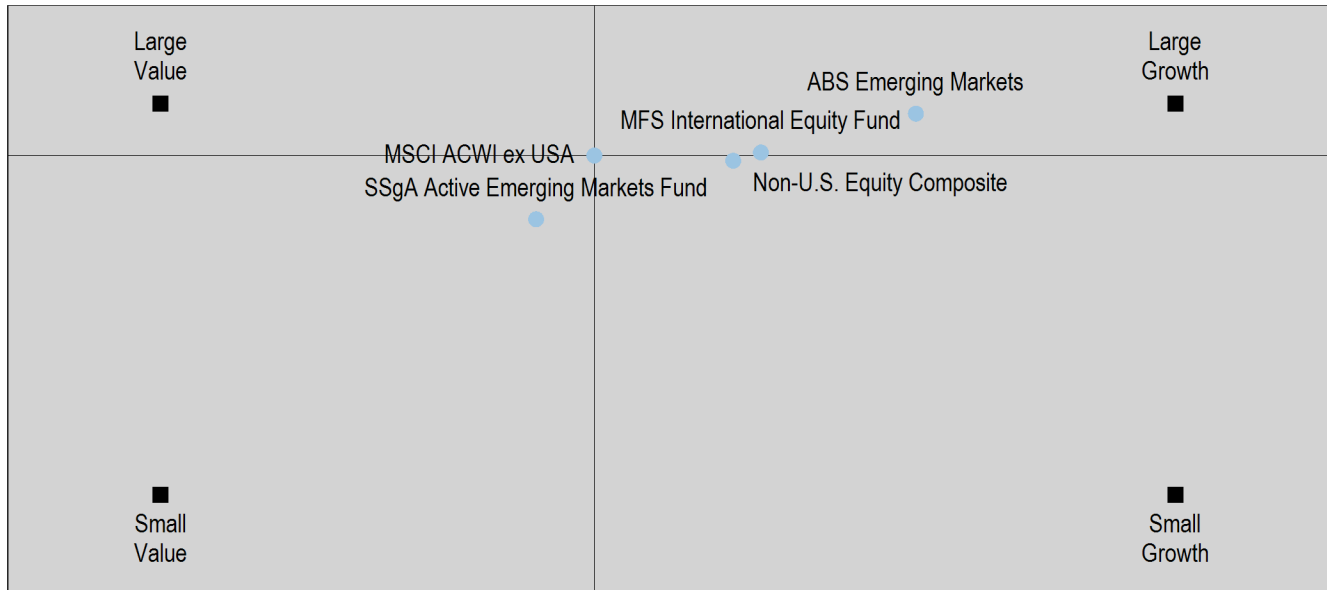 Large
Value
Large
Growth
ABS Emerging Markets
MFS International Equity Fund
MSCI ACWI ex USA
Non-U.S. Equity Composite
SSgA Active Emerging Markets Fund
Small
Value
Small
Growth